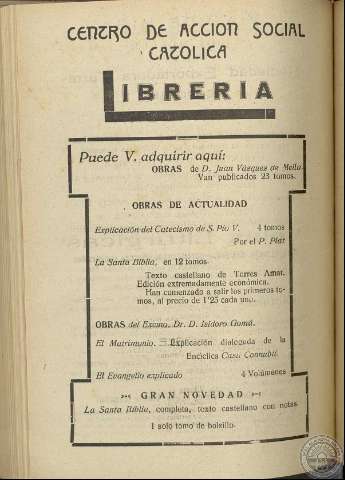 CENTRO DE ACCION SOCIAL
CATOLICA
LIBRERIA
Puede V. adquirir aquí:
OBRAS de D. Juan Vásques de Mella
Van publicados 23 tomos.
OBRAS DE ACTUALIDAD
Explicación del Catecismo de S. Pío V. 4 tomos
Por el P. Plat
La Santa Biblia, en 12 tomos
Texto castellano de Torres Amat.
Edición extremadamente económica.
Han comenzado a salir los primeros to-
mos, al precio de 1'25 cada uno.
OBRAS del Excmo. Dr. D. Isidoro Gomá.
El Matrimonio. Explicación dialogada de la
Encíclica Casti Connubii.
El Evangelio explicado 4 Volúmenes
GRAN NOVEDAD
La Santa Biblia, completa, texto castellano con notas
1 solo tomo de bolsillo.